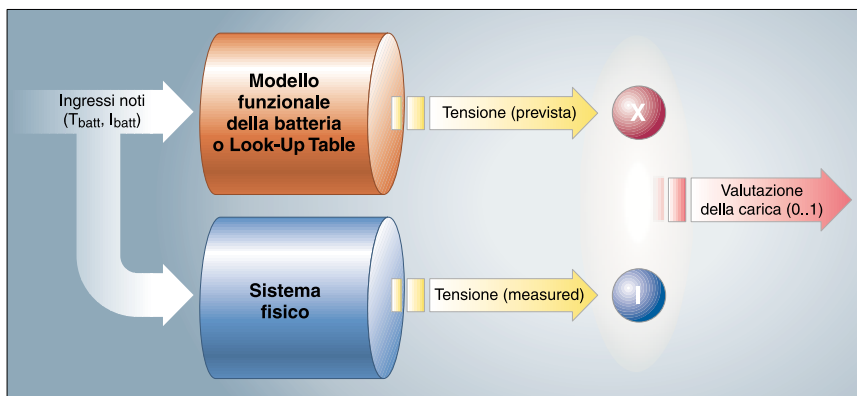 Ingressi noti
(Tbatt, Ibatt)
Modello
funzionale
della batteria
o Look-Up Table
Tensione (prevista)
X
Valutazione
della carica (0..1)
Sistema
fisico
Tensione (measured)
I